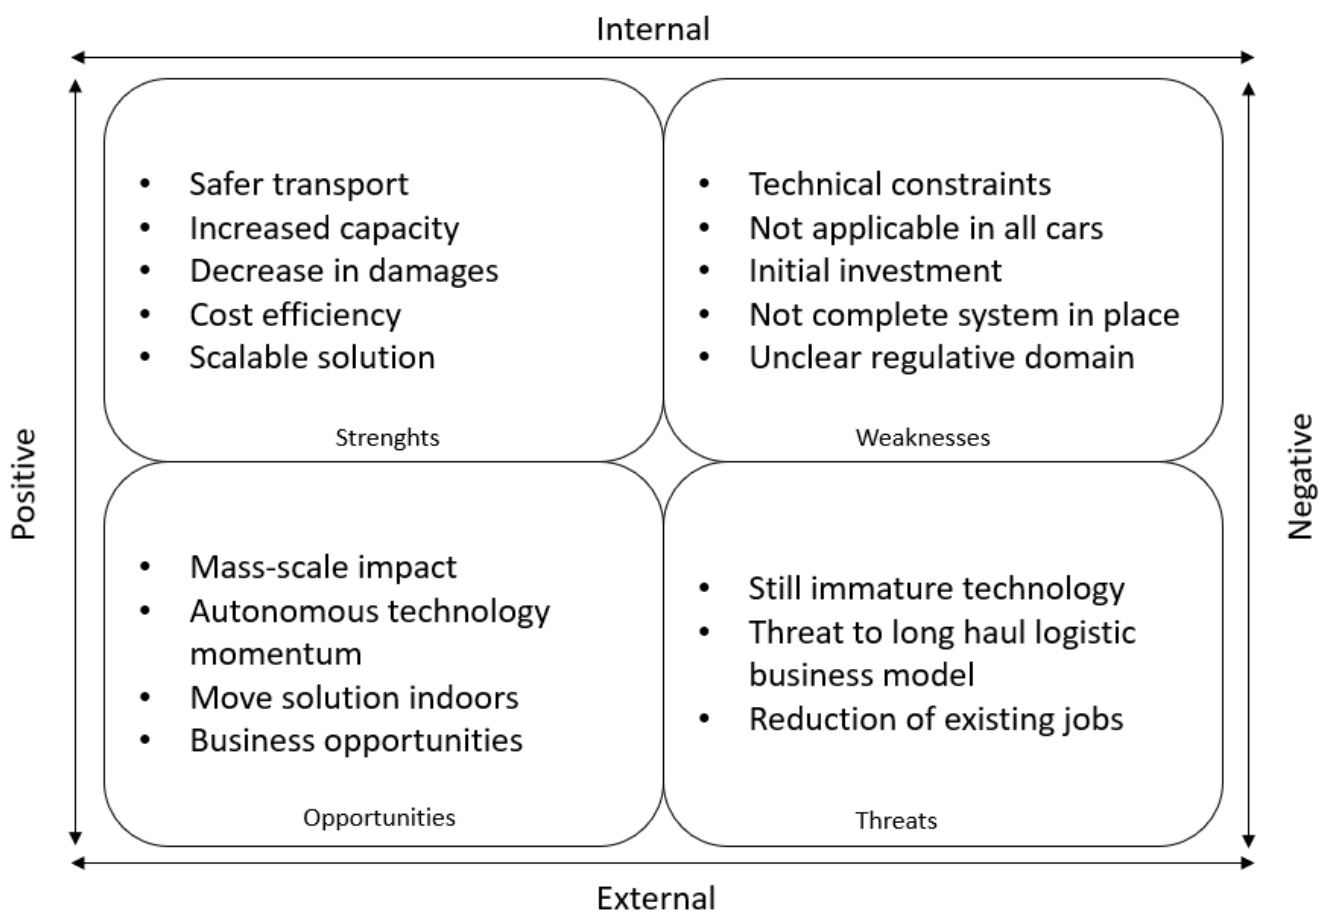 Internal
• Safer transport
• Increased capacity
• Decrease in damages
• Cost efficiency
• Scalable solution
Strenghts
• Technical constraints
• Not applicable in all cars
• Initial investment
• Not complete system in place
• Unclear regulative domain
Weaknesses
Positive
Negative
• Mass-scale impact
• Autonomous technology
momentum
• Move solution indoors
• Business opportunities
Opportunities
• Still immature technology
• Threat to long haul logistic
business model
• Reduction of existing jobs
Threats
External